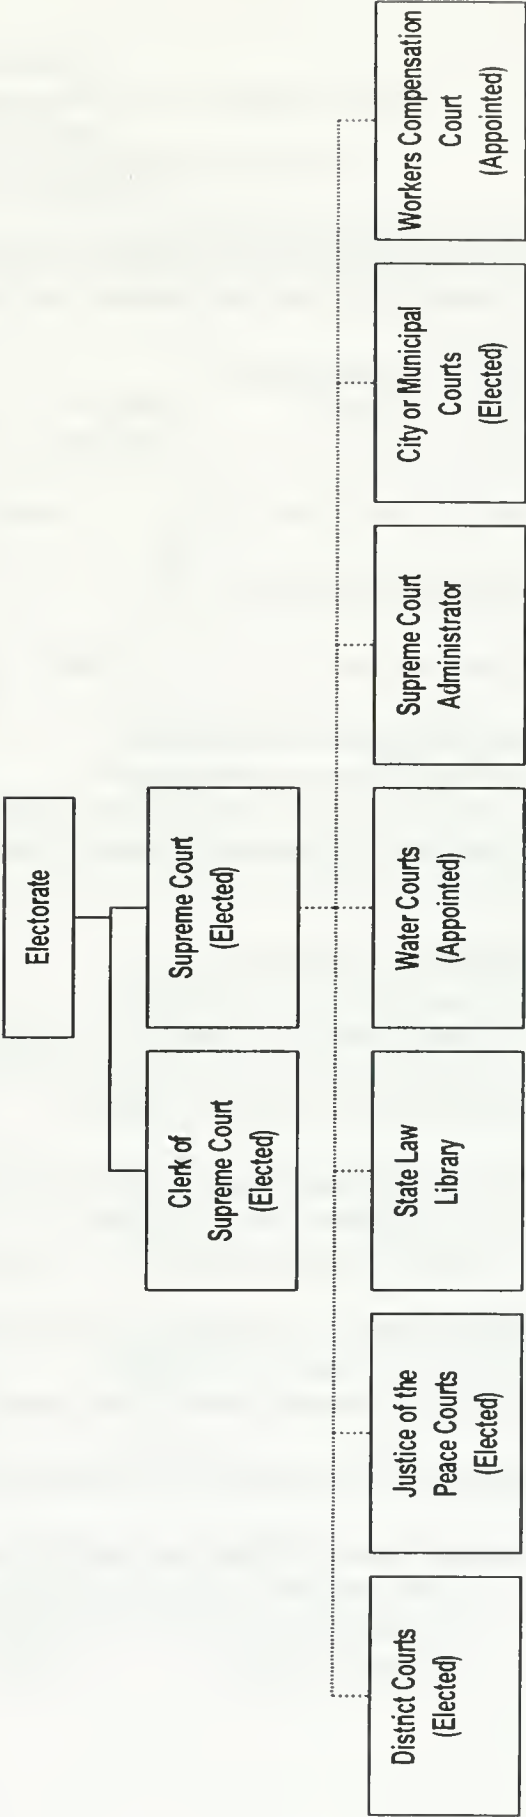 Electorate
Clerk of
Supreme Court
(Elected)
Supreme Court
(Elected)
District Courts
(Elected)
Justice of the
Peace Courts
(Elected)
State Law
Library
Water Courts
(Appointed)
Supreme Court
Administrator
City or Municipal
Courts
(Elected)
Workers Compensation
Court
(Appointed)